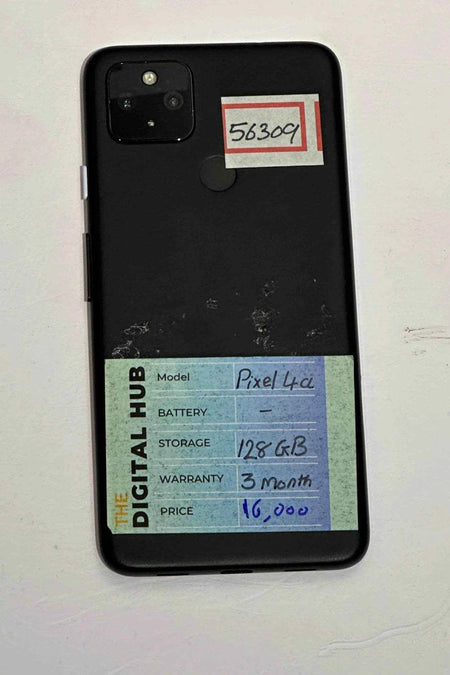 56309
THE
DIGITAL HUB
Model Pixel 4a
BATTERY -
STORAGE 128 GB
WARRANTY 3 Month
PRICE 16,000